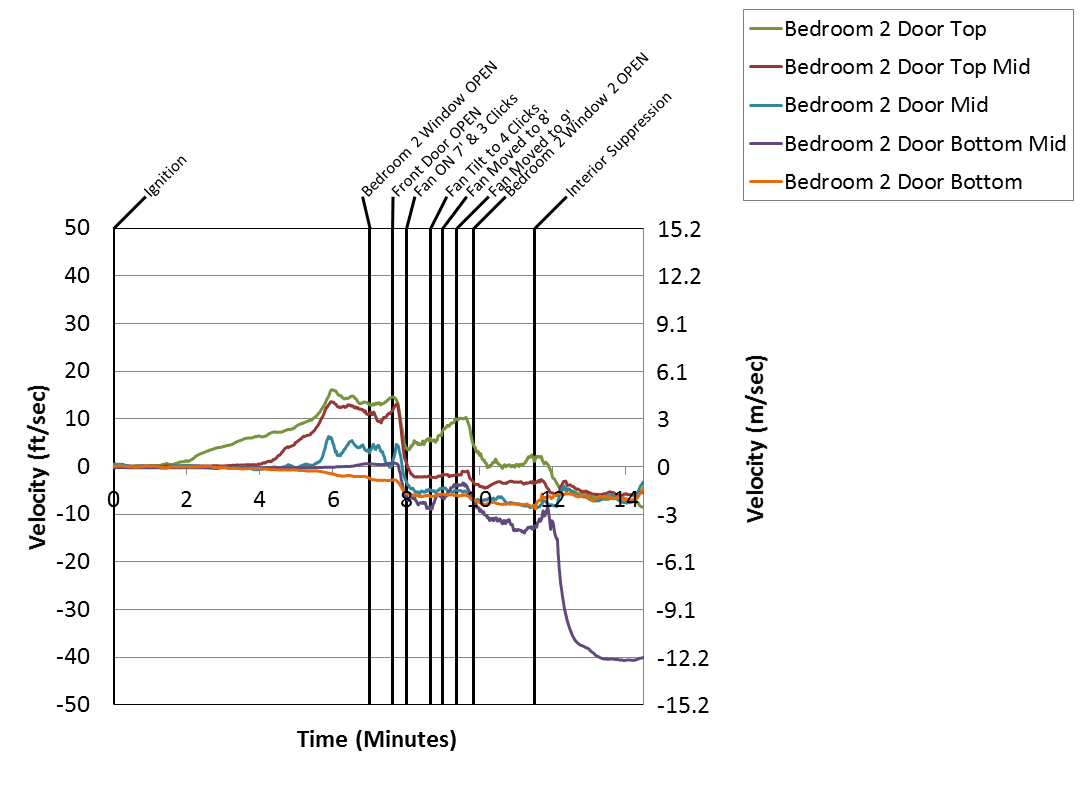 Bedroom 2 Door Top
Bedroom 2 Door Top Mid
Bedroom 2 Door Mid
Bedroom 2 Door Bottom Mid
Bedroom 2 Door Bottom
Ignition
Bedroom 2 Window OPEN
Front Door OPEN
Fan ON 7' & 3 Clicks
Fan Tilt to 4 Clicks
Fan Moved to 8'
Fan Moved to 9'
Bedroom 2 Window 2 OPEN
Interior Suppression
50
40
30
20
10
0
-10
-20
-30
-40
-50
Velocity (ft/sec)
0
2
4
6
8
10
12
14
Time (Minutes)
15.2
12.2
9.1
6.1
3
0
-3
-6.1
-9.1
-12.2
-15.2
Velocity (m/sec)